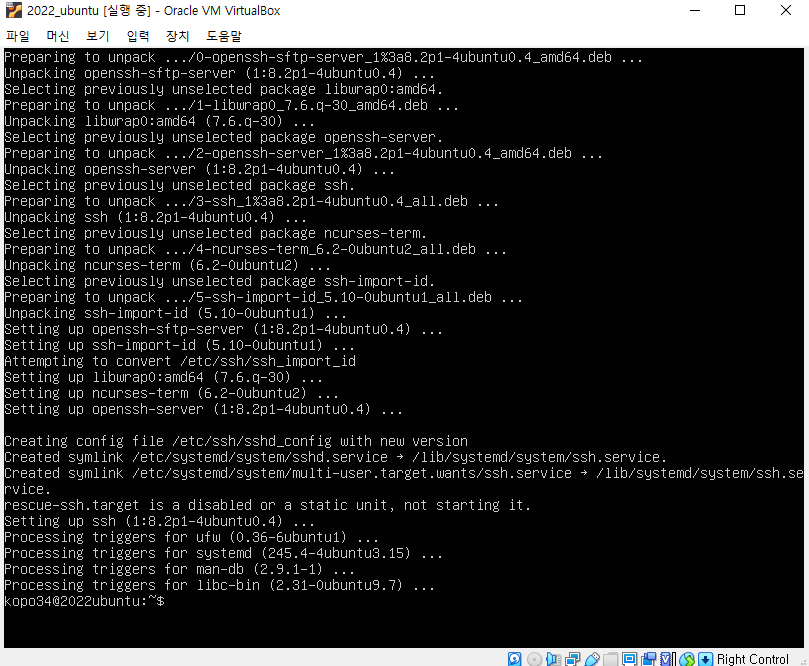 2022_ubuntu [실행 중] - Oracle VM VirtualBox
파일 머신 보기 입력 장치 도움말
Preparing to unpack .../0-openssh-sftp-server_1%3a8.2p1-4ubuntu0.4_amd64.deb ...
Unpacking openssh-sftp-server (1:8.2p1-4ubuntu0.4) ...
Selecting previously unselected package libwrap0:amd64.
Preparing to unpack .../1-libwrap0_7.6.q-30_amd64.deb ...
Unpacking libwrap0:amd64 (7.6.q-30) ...
Selecting previously unselected package openssh-server.
Preparing to unpack .../2-openssh-server_1%3a8.2p1-4ubuntu0.4_amd64.deb ...
Unpacking openssh-server (1:8.2p1-4ubuntu0.4) ...
Selecting previously unselected package ssh.
Preparing to unpack .../3-ssh_1%3a8.2p1-4ubuntu0.4_all.deb ...
Unpacking ssh (1:8.2p1-4ubuntu0.4) ...
Selecting previously unselected package ncurses-term.
Preparing to unpack .../4-ncurses-term_6.2-0ubuntu2_all.deb ...
Unpacking ncurses-term (6.2-0ubuntu2) ...
Selecting previously unselected package ssh-import-id.
Preparing to unpack .../5-ssh-import-id_5.10-0ubuntu1_all.deb ...
Unpacking ssh-import-id (5.10-0ubuntu1) ...
Setting up openssh-sftp-server (1:8.2p1-4ubuntu0.4) ...
Setting up ssh-import-id (5.10-0ubuntu1) ...
Attempting to convert /etc/ssh/ssh_import_id
Setting up libwrap0:amd64 (7.6.q-30) ...
Setting up ncurses-term (6.2-0ubuntu2) ...
Setting up openssh-server (1:8.2p1-4ubuntu0.4) ...
Creating config file /etc/ssh/sshd_config with new version
Created symlink /etc/systemd/system/sshd.service → /lib/systemd/system/ssh.service.
Created symlink /etc/systemd/system/multi-user.target.wants/ssh.service → /lib/systemd/system/ssh.se
rvice.
rescue-ssh.target is a disabled or a static unit, not starting it.
Setting up ssh (1:8.2p1-4ubuntu0.4) ...
Processing triggers for ufw (0.36-6ubuntu1) ...
Processing triggers for systemd (245.4-4ubuntu3.15) ...
Processing triggers for man-db (2.9.1-1) ...
Processing triggers for libc-bin (2.31-0ubuntu9.7) ...
kopo34@2022ubuntu:~$
Right Control